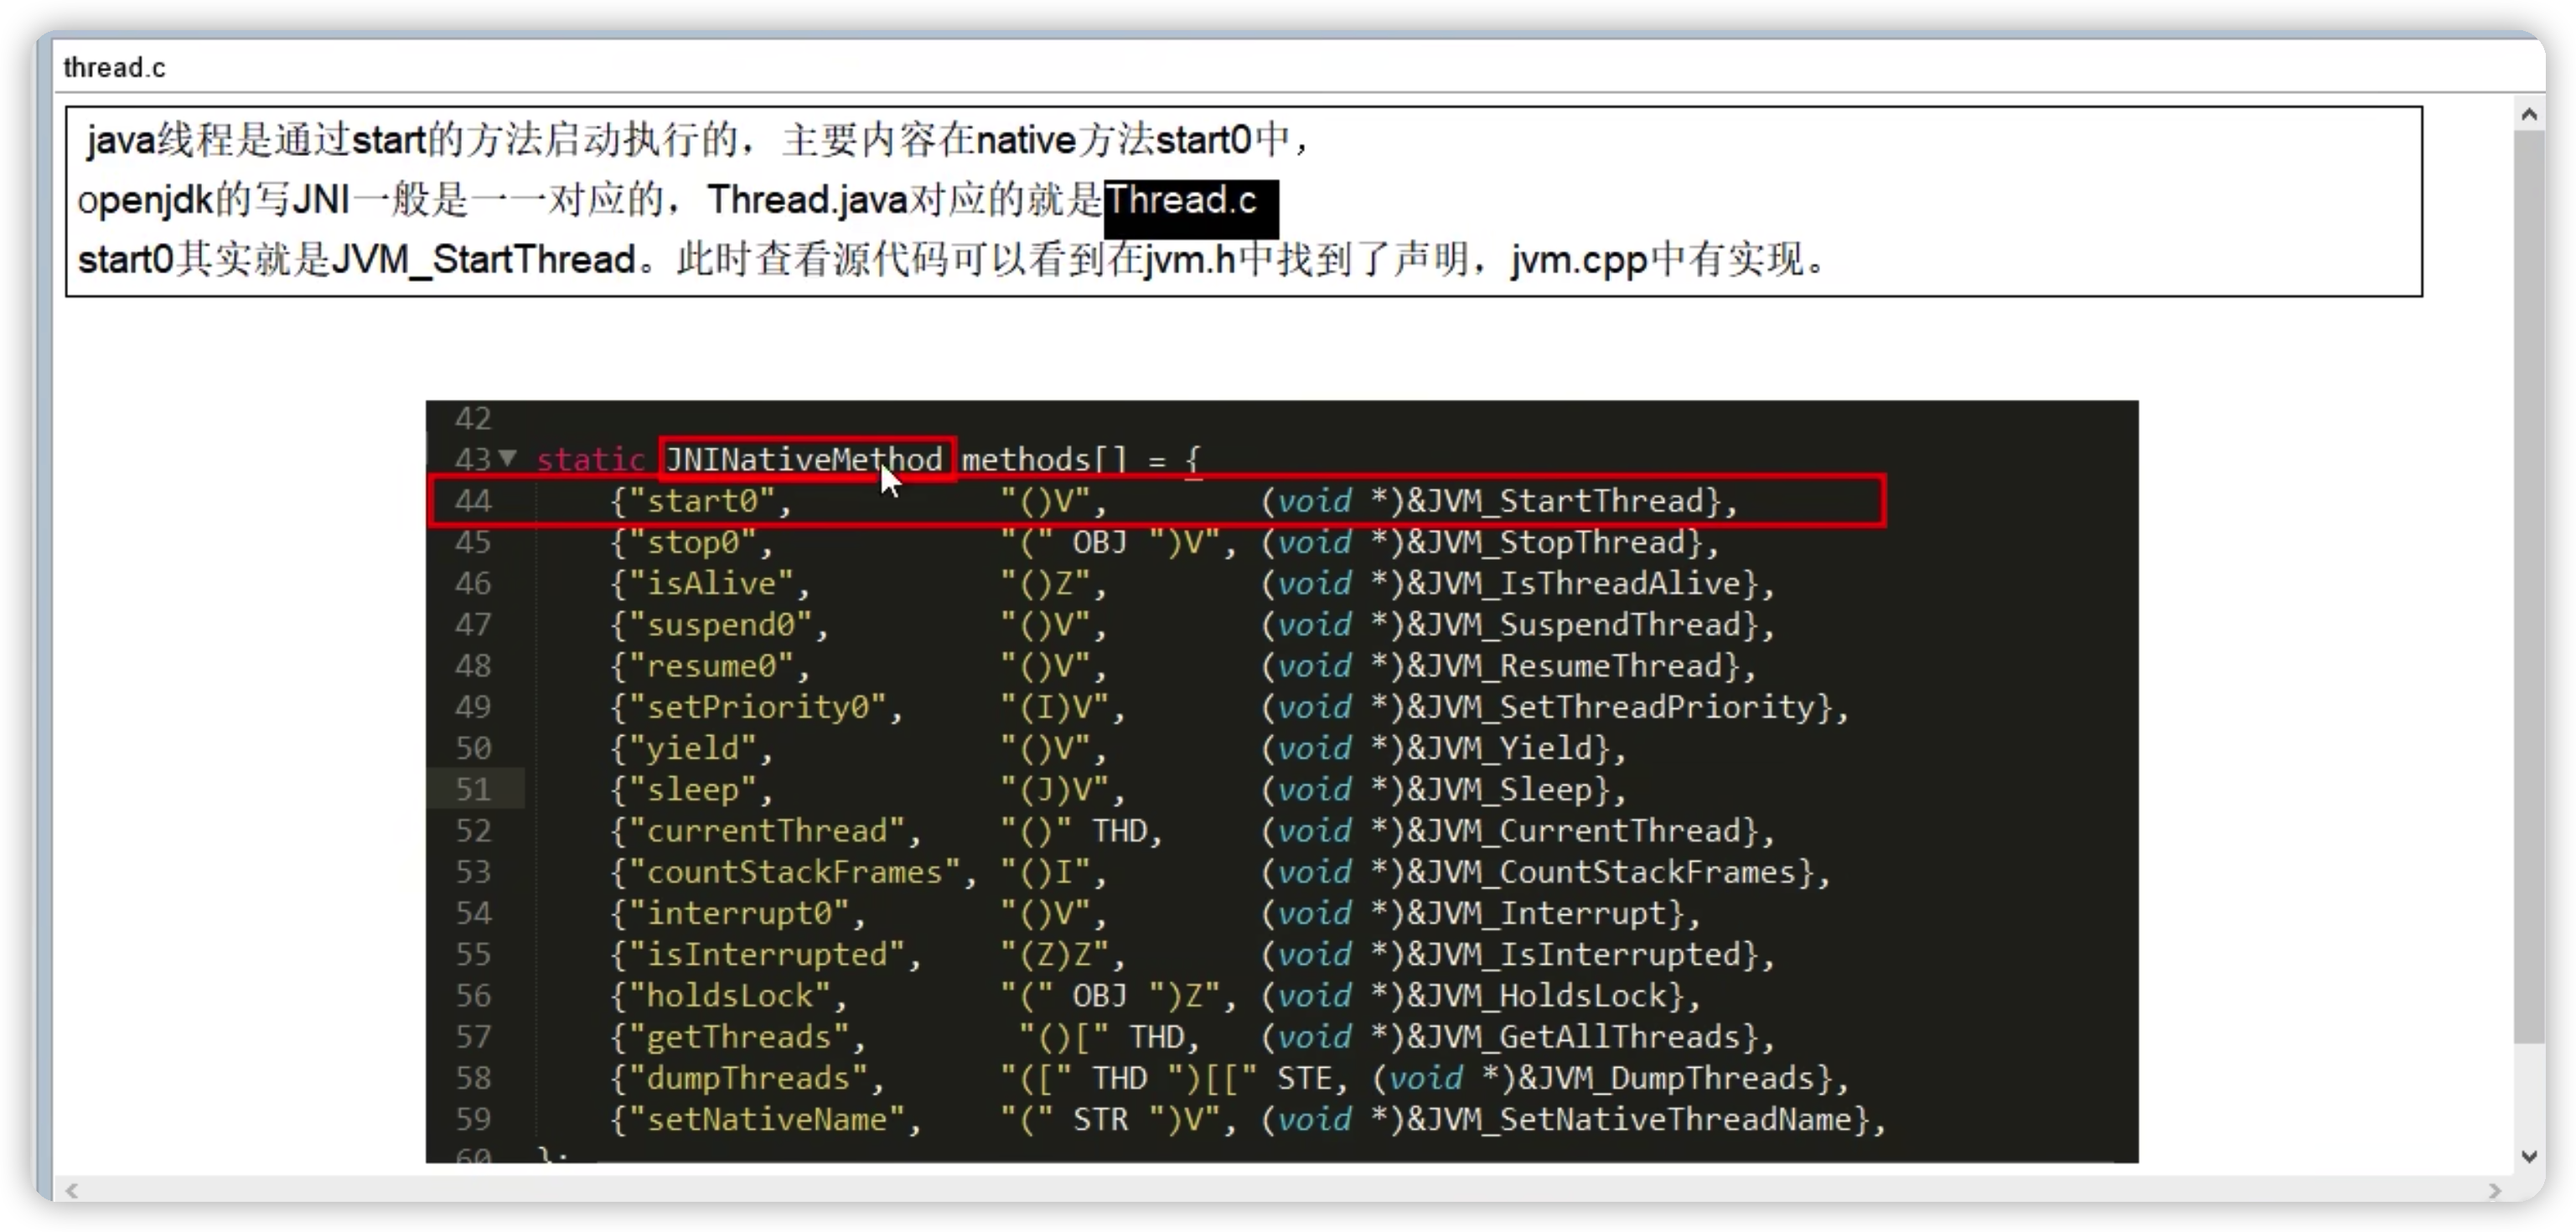 thread.c
java线程是通过start的方法启动执行的，主要内容在native方法start0中，
openjdk的写JNI一般是一一对应的，Thread.java对应的就是Thread.c
start0其实就是JVM_StartThread。此时查看源代码可以看到在jvm.h中找到了声明，jvm.cpp中有实现。
42
43 static JNINativeMethod methods[] = {
44 {"start0", "()V", (void *)&JVM_StartThread},
45 {"stop0", "(" OBJ ")V", (void *)&JVM_StopThread},
46 {"isAlive", "()Z", (void *)&JVM_IsThreadAlive},
47 {"suspend0", "()V", (void *)&JVM_SuspendThread},
48 {"resume0", "()V", (void *)&JVM_ResumeThread},
49 {"setPriority0", "(I)V", (void *)&JVM_SetThreadPriority},
50 {"yield", "()V", (void *)&JVM_Yield},
51 {"sleep", "(J)V", (void *)&JVM_Sleep},
52 {"currentThread", "()" THD, (void *)&JVM_CurrentThread},
53 {"countStackFrames", "()I", (void *)&JVM_CountStackFrames},
54 {"interrupt0", "()V", (void *)&JVM_Interrupt},
55 {"isInterrupted", "(Z)Z", (void *)&JVM_IsInterrupted},
56 {"holdsLock", "(" OBJ ")Z", (void *)&JVM_HoldsLock},
57 {"getThreads", "()[" THD, (void *)&JVM_GetAllThreads},
58 {"dumpThreads", "([" THD ")[[" STE, (void *)&JVM_DumpThreads},
59 {"setNativeName", "(" STR ")V", (void *)&JVM_SetNativeThreadName},
60 };